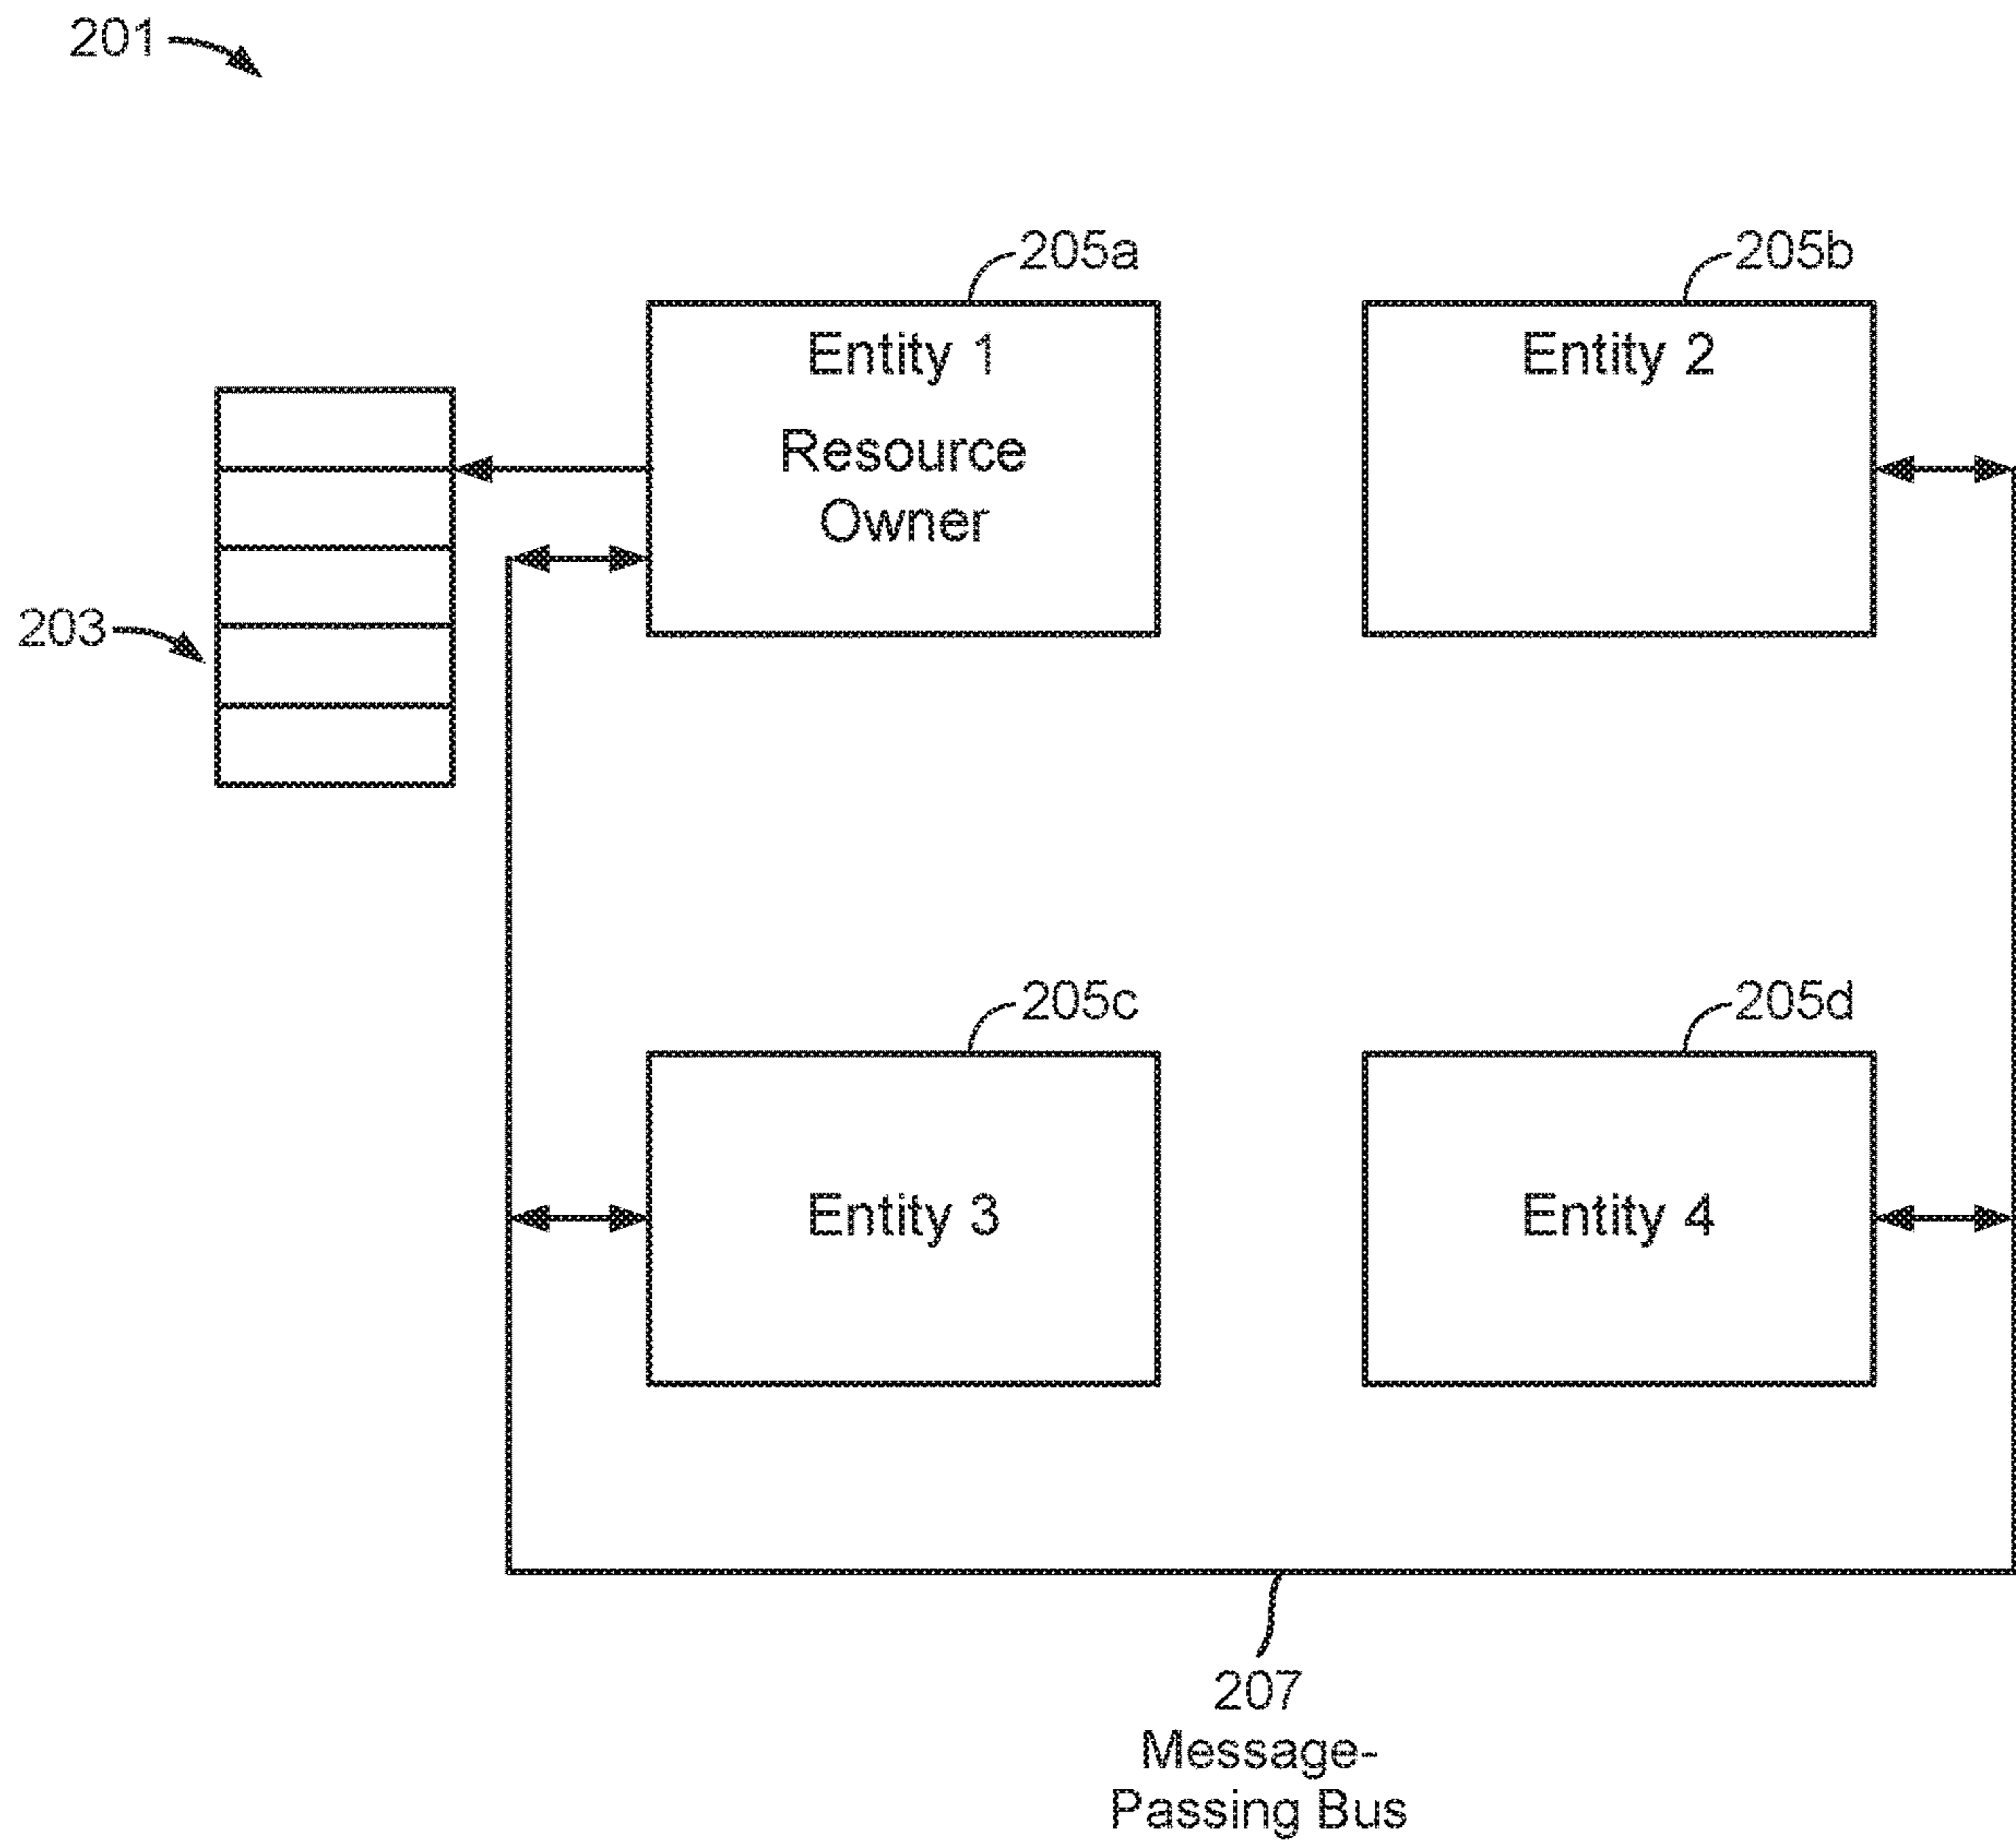 201
205a
205b
Entity 1
Resource
Owner
Entity 2
203
205c
205d
Entity 3
Entity 4
207
Message-
Passing Bus